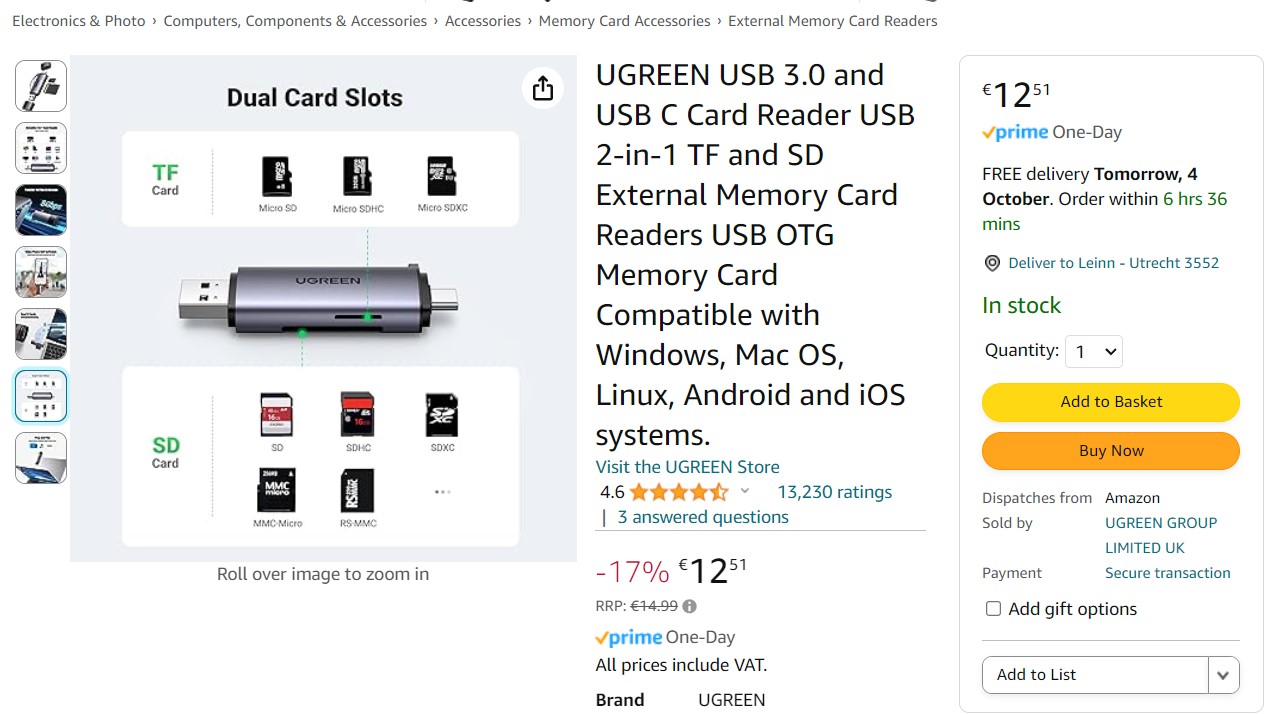 Electronics & Photo › Computers, Components & Accessories › Accessories › Memory Card Accessories › External Memory Card Readers
Dual Card Slots
TF
Card
Micro SD
Micro SDHC
Micro SDXC
UGREEN
SD
Card
SD
SDHC
SDXC
MMC
micro
MMC-Micro
RS-MMC
Roll over image to zoom in
UGREEN USB 3.0 and
USB C Card Reader USB
2-in-1 TF and SD
External Memory Card
Readers USB OTG
Memory Card
Compatible with
Windows, Mac OS,
Linux, Android and iOS
systems.
Visit the UGREEN Store
4.6 13,230 ratings
| 3 answered questions
-17% €12 51
RRP: €14.99
prime One-Day
All prices include VAT.
Brand UGREEN
€12 51
prime One-Day
FREE delivery Tomorrow, 4
October. Order within 6 hrs 36
mins
Deliver to Leinn - Utrecht 3552
In stock
Quantity: 1
Add to Basket
Buy Now
Dispatches from Amazon
Sold by UGREEN GROUP
LIMITED UK
Payment Secure transaction
Add gift options
Add to List